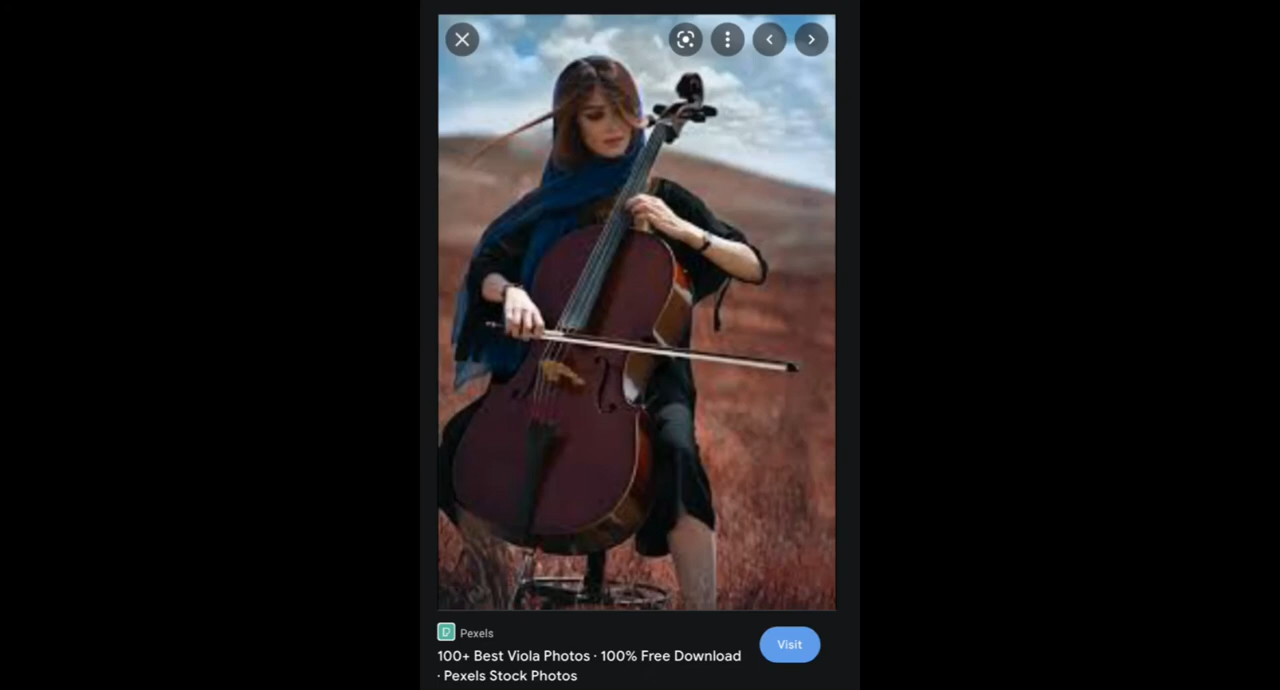 Pexels
Visit
100+ Best Viola Photos · 100% Free Download
· Pexels Stock Photos